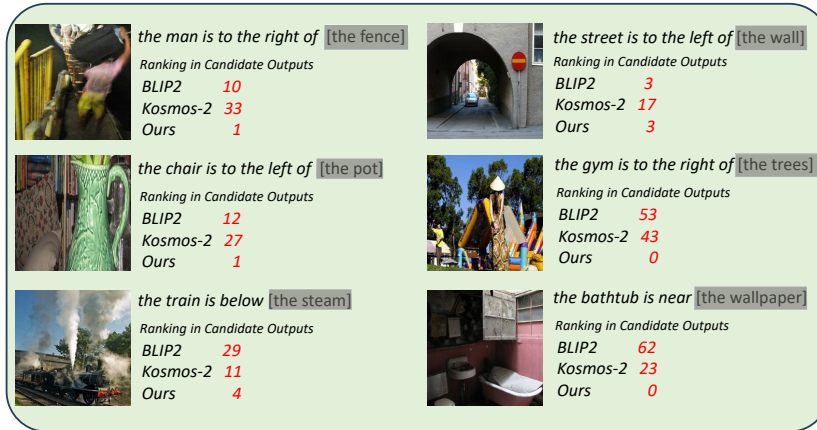 the man is to the right of [the fence]
Ranking in Candidate Outputs
BLIP2 10
Kosmos-2 33
Ours 1
the chair is to the left of [the pot]
Ranking in Candidate Outputs
BLIP2 12
Kosmos-2 27
Ours 1
the train is below [the steam]
Ranking in Candidate Outputs
BLIP2 29
Kosmos-2 11
Ours 4
the street is to the left of [the wall]
Ranking in Candidate Outputs
BLIP2 3
Kosmos-2 17
Ours 3
the gym is to the right of [the trees]
Ranking in Candidate Outputs
BLIP2 53
Kosmos-2 43
Ours 0
the bathtub is near [the wallpaper]
Ranking in Candidate Outputs
BLIP2 62
Kosmos-2 23
Ours 0